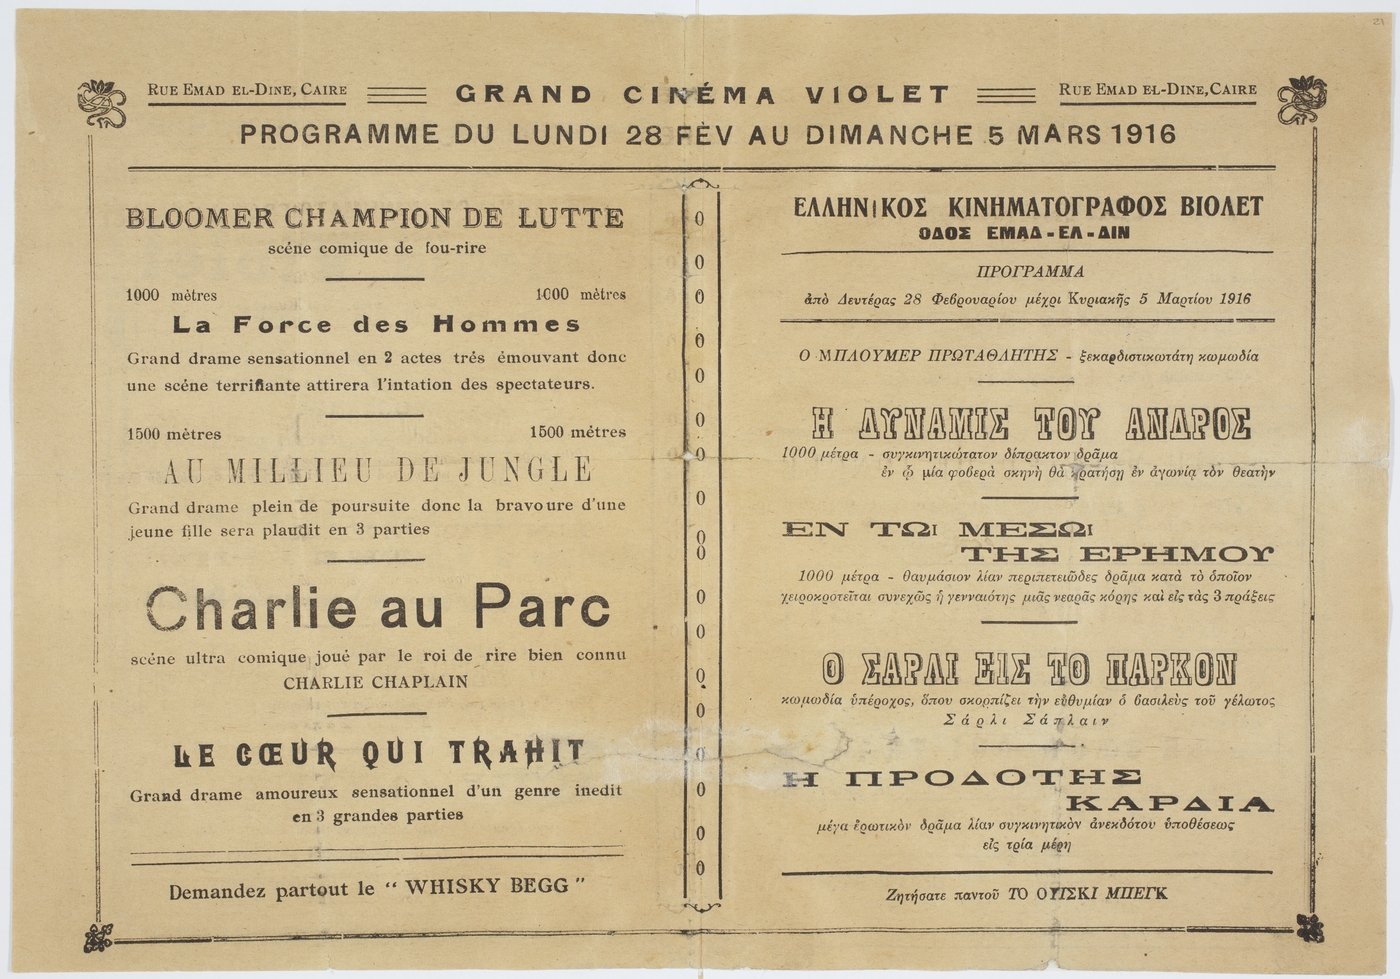 21
RUE EMAD EL-DINE, CAIRE
GRAND CINÉMA VIOLET
RUE EMAD EL-DINE, CAIRE
PROGRAMME DU LUNDI 28 FÈV AU DIMANCHE 5 MARS 1916
BLOOMER CHAMPION DE LUTTE
scéne comique de fou-rire
1000 mètres 1000 mètres
La Force des Hommes
Grand drame sensationnel en 2 actes trés émouvant donc
une scéne terrifiante attirera l'intation des spectateurs.
1500 mètres 1500 métres
AU MILLIEU DE JUNGLE
Grand drame plein de poursuite donc la bravoure d'une
jeune fille sera plaudit en 3 parties
Charlie au Parc
scéne ultra comique joué par le roi de rire bien connu
CHARLIE CHAPLAIN
LE CŒUR QUI TRAHIT
Grand drame amoureux sensationnel d'un genre inedit
en 3 grandes parties
Demandez partout le “ WHISKY BEGG ”
ΕΛΛΗΝΙΚΟΣ ΚΙΝΗΜΑΤΟΓΡΑΦΟΣ ΒΙΟΛΕΤ
ΟΔΟΣ ΕΜΑΔ-ΕΛ-ΔΙΝ
ΠΡΟΓΡΑΜΜΑ
ἀπὸ Δευτέρας 28 Φεβρουαρίου μέχρι Κυριακῆς 5 Μαρτίου 1916
Ο ΜΠΛΟΥΜΕΡ ΠΡΩΤΑΘΛΗΤΗΣ - ξεκαρδιστικωτάτη κωμωδία
Η ΔΥΝΑΜΙΣ ΤΟΥ ΑΝΔΡΟΣ
1000 μέτρα - συγκινητικώτατον δίπρακτον δρᾶμα
ἐν ᾧ μία φοβερὰ σκηνὴ θὰ κρατήσῃ ἐν ἀγωνίᾳ τὸν θεατὴν
ΕΝ ΤΩΙ ΜΕΣΩΙ
ΤΗΣ ΕΡΗΜΟΥ
1000 μέτρα - θαυμάσιον λίαν περιπετειῶδες δρᾶμα κατὰ τὸ ὁποῖον
χειροκροτεῖται συνεχῶς ἡ γενναιότης μιᾶς νεαρᾶς κόρης καὶ εἰς τὰς 3 πράξεις
Ο ΣΑΡΛΙ ΕΙΣ ΤΟ ΠΑΡΚΟΝ
κωμωδία ὑπέροχος, ὅπου σκορπίζει τὴν εὐθυμίαν ὁ βασιλεὺς τοῦ γέλωτος
Σάρλι Σάπλαιν
Η ΠΡΟΔΟΤΗΣ
ΚΑΡΔΙΑ
μέγα ἐρωτικὸν δρᾶμα λίαν συγκινητικὸν ἀνεκδότου ὑποθέσεως
εἰς τρία μέρη
Ζητήσατε παντοῦ ΤΟ ΟΥΙΣΚΙ ΜΠΕΓΚ